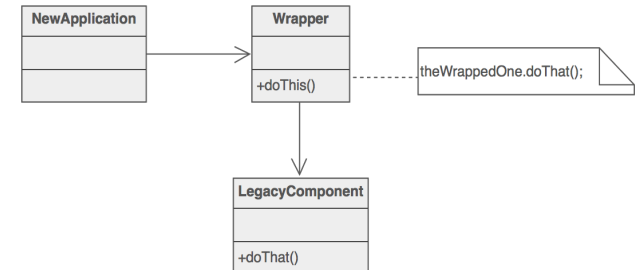 NewApplication
Wrapper
+doThis()
theWrappedOne.doThat();
LegacyComponent
+doThat()